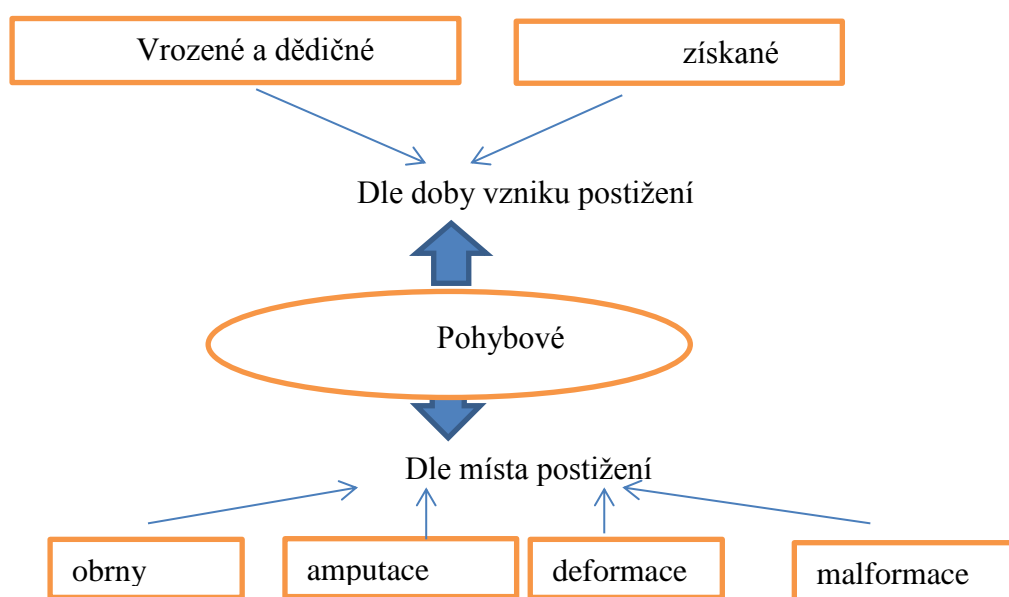 Vrozené a dědičné
získané
Dle doby vzniku postižení
Pohybové
Dle místa postižení
obrny
amputace
deformace
malformace